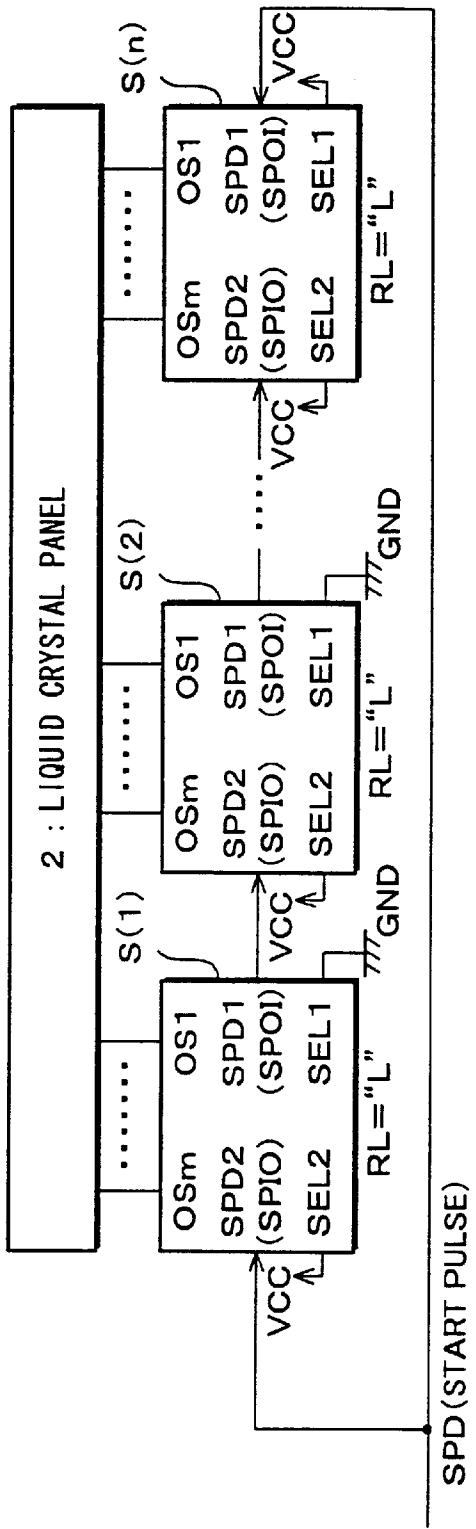 2 : LIQUID CRYSTAL PANEL
S(1)
S(2)
S(n)
OSm ······· OS1
SPD2 SPD1
(SPIO) (SPOI)
SEL2 SEL1
VCC
GND
RL=“L”
OSm ······· OS1
SPD2 SPD1
(SPIO) (SPOI)
SEL2 SEL1
VCC
GND
RL=“L”
·····
OSm ······· OS1
SPD2 SPD1
(SPIO) (SPOI)
SEL2 SEL1
VCC
VCC
RL=“L”
SPD(START PULSE)